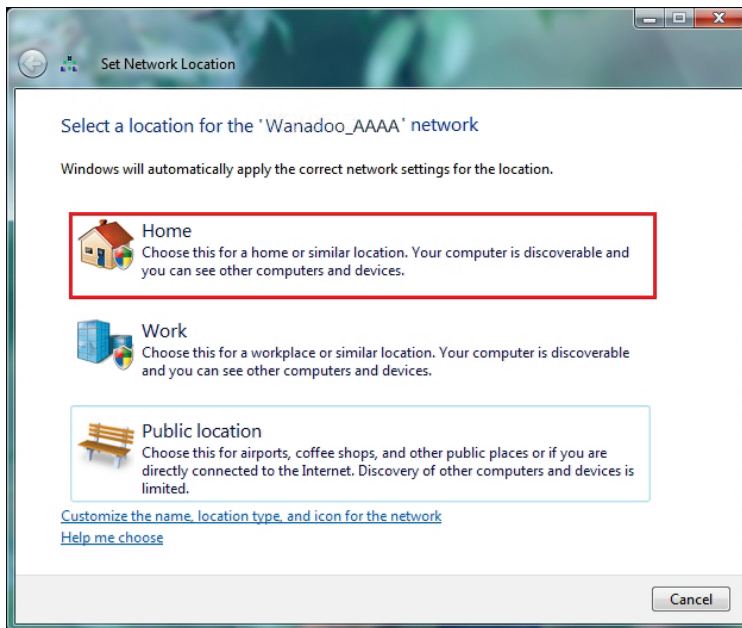 Set Network Location
Select a location for the 'Wanadoo_AAAA' network
Windows will automatically apply the correct network settings for the location.
Home
Choose this for a home or similar location. Your computer is discoverable and
you can see other computers and devices.
Work
Choose this for a workplace or similar location. Your computer is discoverable
and you can see other computers and devices.
Public location
Choose this for airports, coffee shops, and other public places or if you are
directly connected to the Internet. Discovery of other computers and devices is
limited.
Customize the name, location type, and icon for the network
Help me choose
Cancel